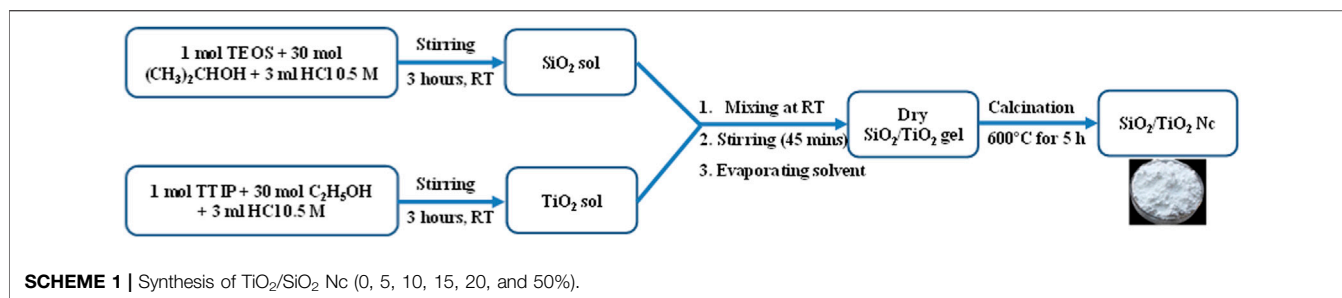 1 mol TEOS + 30 mol
(CH₃)₂CHOH + 3 ml HCl 0.5 M
Stirring
3 hours, RT
SiO₂ sol
1 mol TTIP + 30 mol C₂H₅OH
+ 3 ml HCl 0.5 M
Stirring
3 hours, RT
TiO₂ sol
1. Mixing at RT
2. Stirring (45 mins)
3. Evaporating solvent
Dry
SiO₂/TiO₂ gel
Calcination
600°C for 5 h
SiO₂/TiO₂ Nc
SCHEME 1 | Synthesis of TiO₂/SiO₂ Nc (0, 5, 10, 15, 20, and 50%).